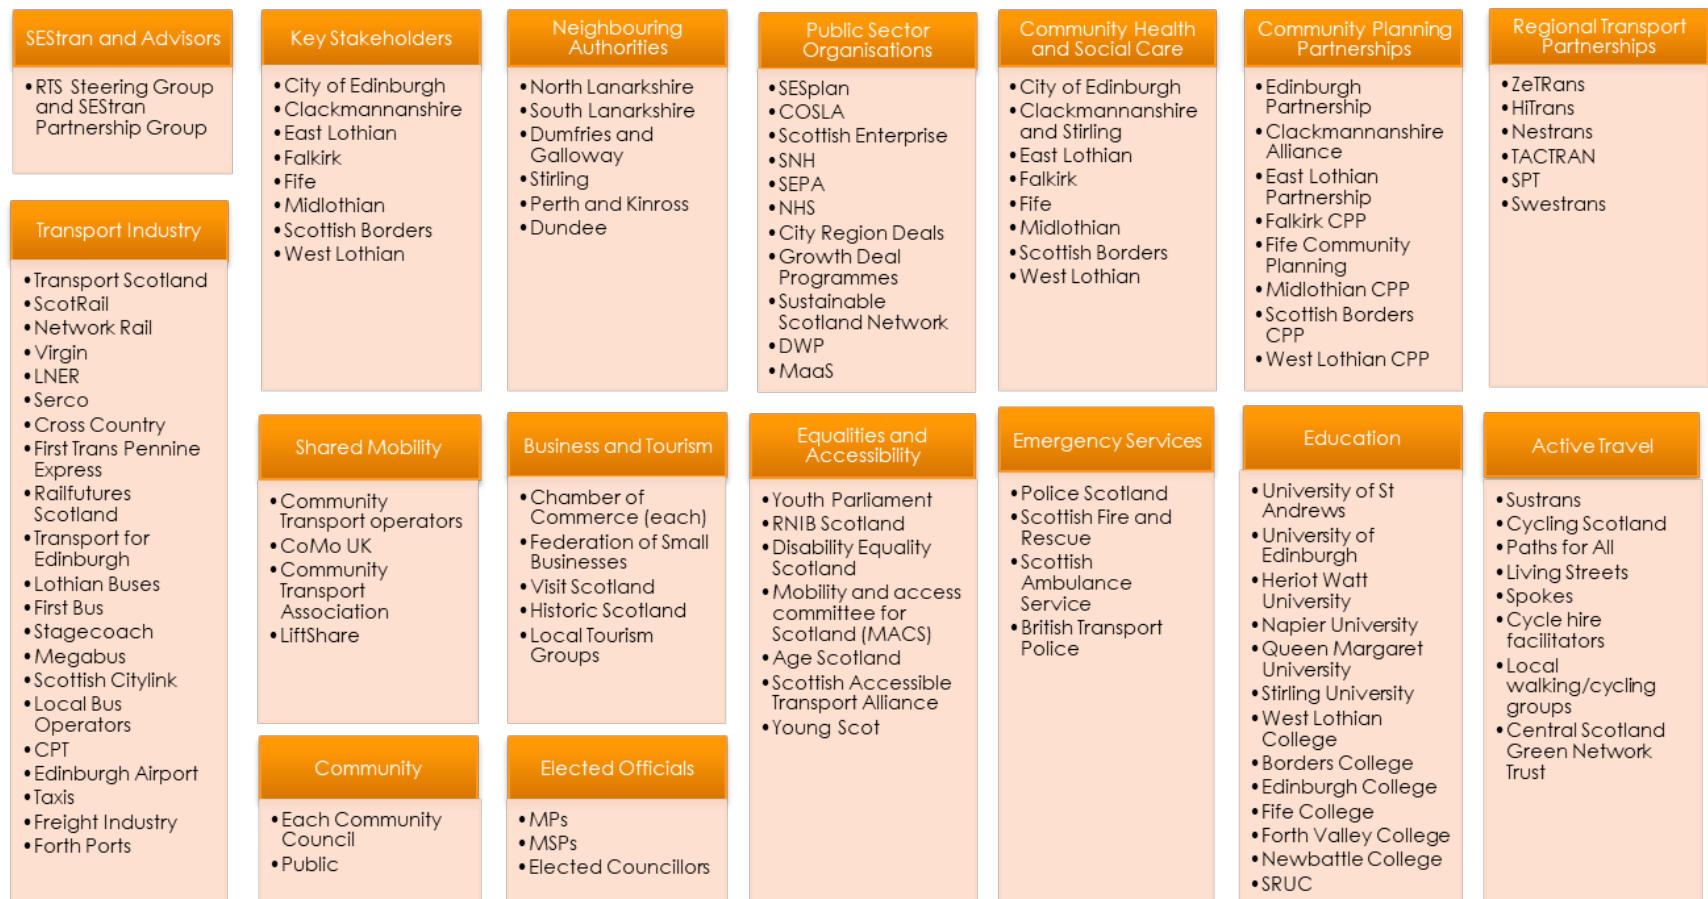 SEStran and Advisors
• RTS Steering Group
and SEStran
Partnership Group
Key Stakeholders
• City of Edinburgh
• Clackmannanshire
• East Lothian
• Falkirk
• Fife
• Midlothian
• Scottish Borders
• West Lothian
Neighbouring
Authorities
• North Lanarkshire
• South Lanarkshire
• Dumfries and
Galloway
• Stirling
• Perth and Kinross
• Dundee
Public Sector
Organisations
• SESplan
• COSLA
• Scottish Enterprise
• SNH
• SEPA
• NHS
• City Region Deals
• Growth Deal
Programmes
• Sustainable
Scotland Network
• DWP
• MaaS
Community Health
and Social Care
• City of Edinburgh
• Clackmannanshire
and Stirling
• East Lothian
• Falkirk
• Fife
• Midlothian
• Scottish Borders
• West Lothian
Community Planning
Partnerships
• Edinburgh
Partnership
• Clackmannanshire
Alliance
• East Lothian
Partnership
• Falkirk CPP
• Fife Community
Planning
• Midlothian CPP
• Scottish Borders
CPP
• West Lothian CPP
Regional Transport
Partnerships
• ZeTRans
• HiTrans
• Nestrans
• TACTRAN
• SPT
• Swestrans
Transport Industry
• Transport Scotland
• ScotRail
• Network Rail
• Virgin
• LNER
• Serco
• Cross Country
• First Trans Pennine
Express
• Railfutures
Scotland
• Transport for
Edinburgh
• Lothian Buses
• First Bus
• Stagecoach
• Megabus
• Scottish Citylink
• Local Bus
Operators
• CPT
• Edinburgh Airport
• Taxis
• Freight Industry
• Forth Ports
Shared Mobility
• Community
Transport operators
• CoMo UK
• Community
Transport
Association
• LiftShare
Business and Tourism
• Chamber of
Commerce (each)
• Federation of Small
Businesses
• Visit Scotland
• Historic Scotland
• Local Tourism
Groups
Equalities and
Accessibility
• Youth Parliament
• RNIB Scotland
• Disability Equality
Scotland
• Mobility and access
committee for
Scotland (MACS)
• Age Scotland
• Scottish Accessible
Transport Alliance
• Young Scot
Emergency Services
• Police Scotland
• Scottish Fire and
Rescue
• Scottish
Ambulance
Service
• British Transport
Police
Education
• University of St
Andrews
• University of
Edinburgh
• Heriot Watt
University
• Napier University
• Queen Margaret
University
• Stirling University
• West Lothian
College
• Borders College
• Edinburgh College
• Fife College
• Forth Valley College
• Newbattle College
• SRUC
Active Travel
• Sustrans
• Cycling Scotland
• Paths for All
• Living Streets
• Spokes
• Cycle hire
facilitators
• Local
walking/cycling
groups
• Central Scotland
Green Network
Trust
Community
• Each Community
Council
• Public
Elected Officials
• MPs
• MSPs
• Elected Councillors